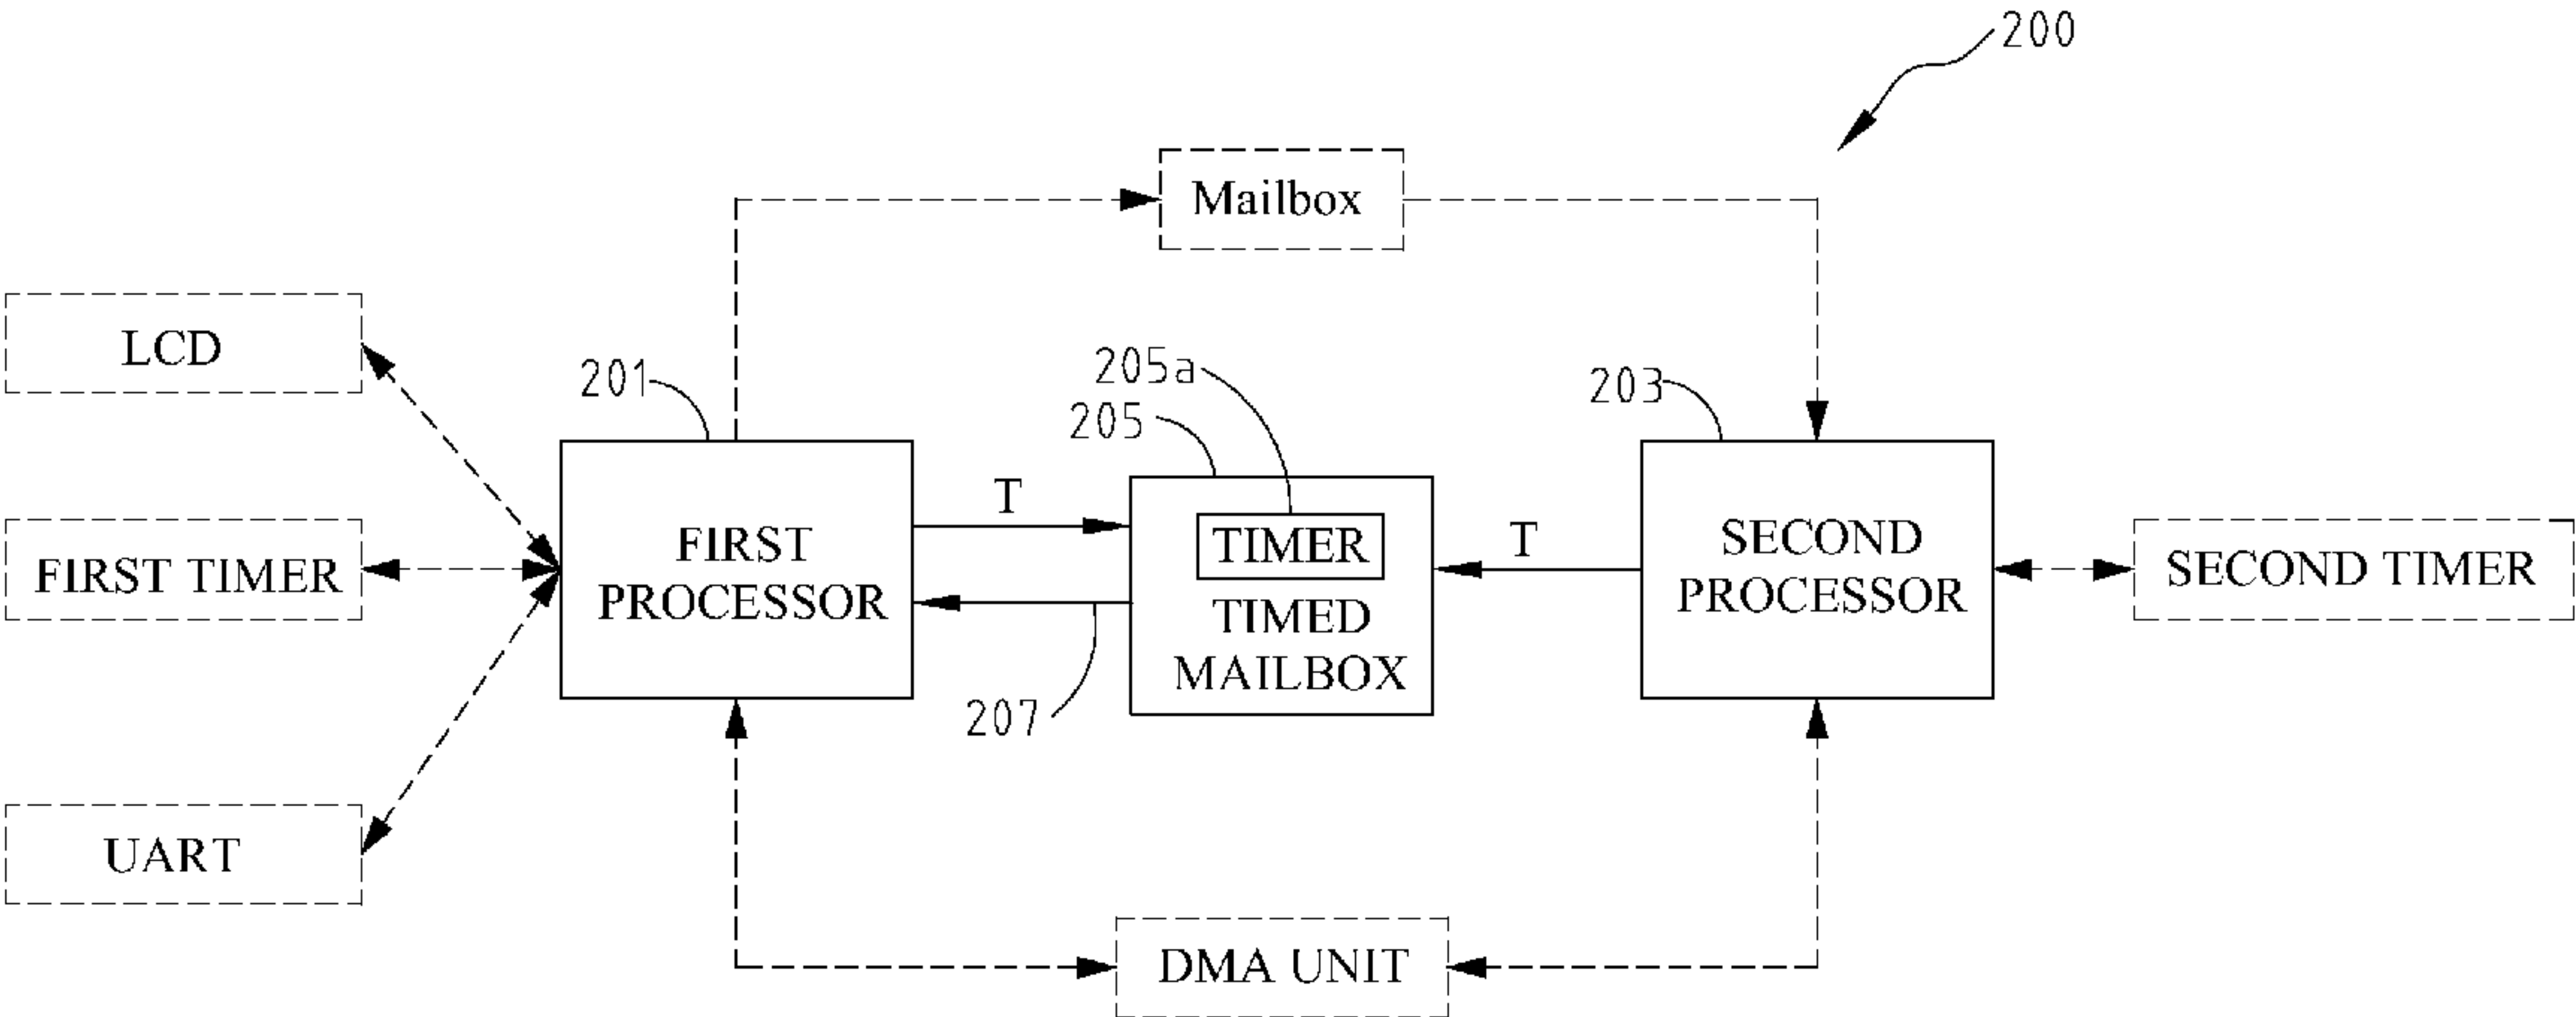 200
Mailbox
LCD
201
205a
205
203
T
FIRST
PROCESSOR
TIMER
TIMED
MAILBOX
T
SECOND
PROCESSOR
FIRST TIMER
SECOND TIMER
207
UART
DMA UNIT